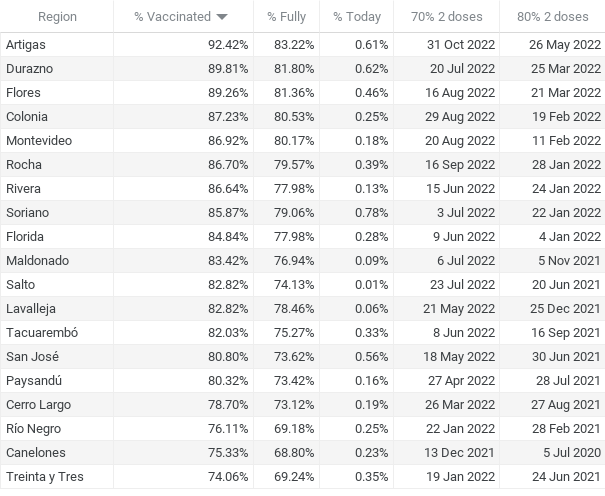 Region % Vaccinated % Fully % Today 70% 2 doses 80% 2 doses
Artigas 92.42% 83.22% 0.61% 31 Oct 2022 26 May 2022
Durazno 89.81% 81.80% 0.62% 20 Jul 2022 25 Mar 2022
Flores 89.26% 81.36% 0.46% 16 Aug 2022 21 Mar 2022
Colonia 87.23% 80.53% 0.25% 29 Aug 2022 19 Feb 2022
Montevideo 86.92% 80.17% 0.18% 20 Aug 2022 11 Feb 2022
Rocha 86.70% 79.57% 0.39% 16 Sep 2022 28 Jan 2022
Rivera 86.64% 77.98% 0.13% 15 Jun 2022 24 Jan 2022
Soriano 85.87% 79.06% 0.78% 3 Jul 2022 22 Jan 2022
Florida 84.84% 77.98% 0.28% 9 Jun 2022 4 Jan 2022
Maldonado 83.42% 76.94% 0.09% 6 Jul 2022 5 Nov 2021
Salto 82.82% 74.13% 0.01% 23 Jul 2022 20 Jun 2021
Lavalleja 82.82% 78.46% 0.06% 21 May 2022 25 Dec 2021
Tacuarembó 82.03% 75.27% 0.33% 8 Jun 2022 16 Sep 2021
San José 80.80% 73.62% 0.56% 18 May 2022 30 Jun 2021
Paysandú 80.32% 73.42% 0.16% 27 Apr 2022 28 Jul 2021
Cerro Largo 78.70% 73.12% 0.19% 26 Mar 2022 27 Aug 2021
Río Negro 76.11% 69.18% 0.25% 22 Jan 2022 28 Feb 2021
Canelones 75.33% 68.80% 0.23% 13 Dec 2021 5 Jul 2020
Treinta y Tres 74.06% 69.24% 0.35% 19 Jan 2022 24 Jun 2021